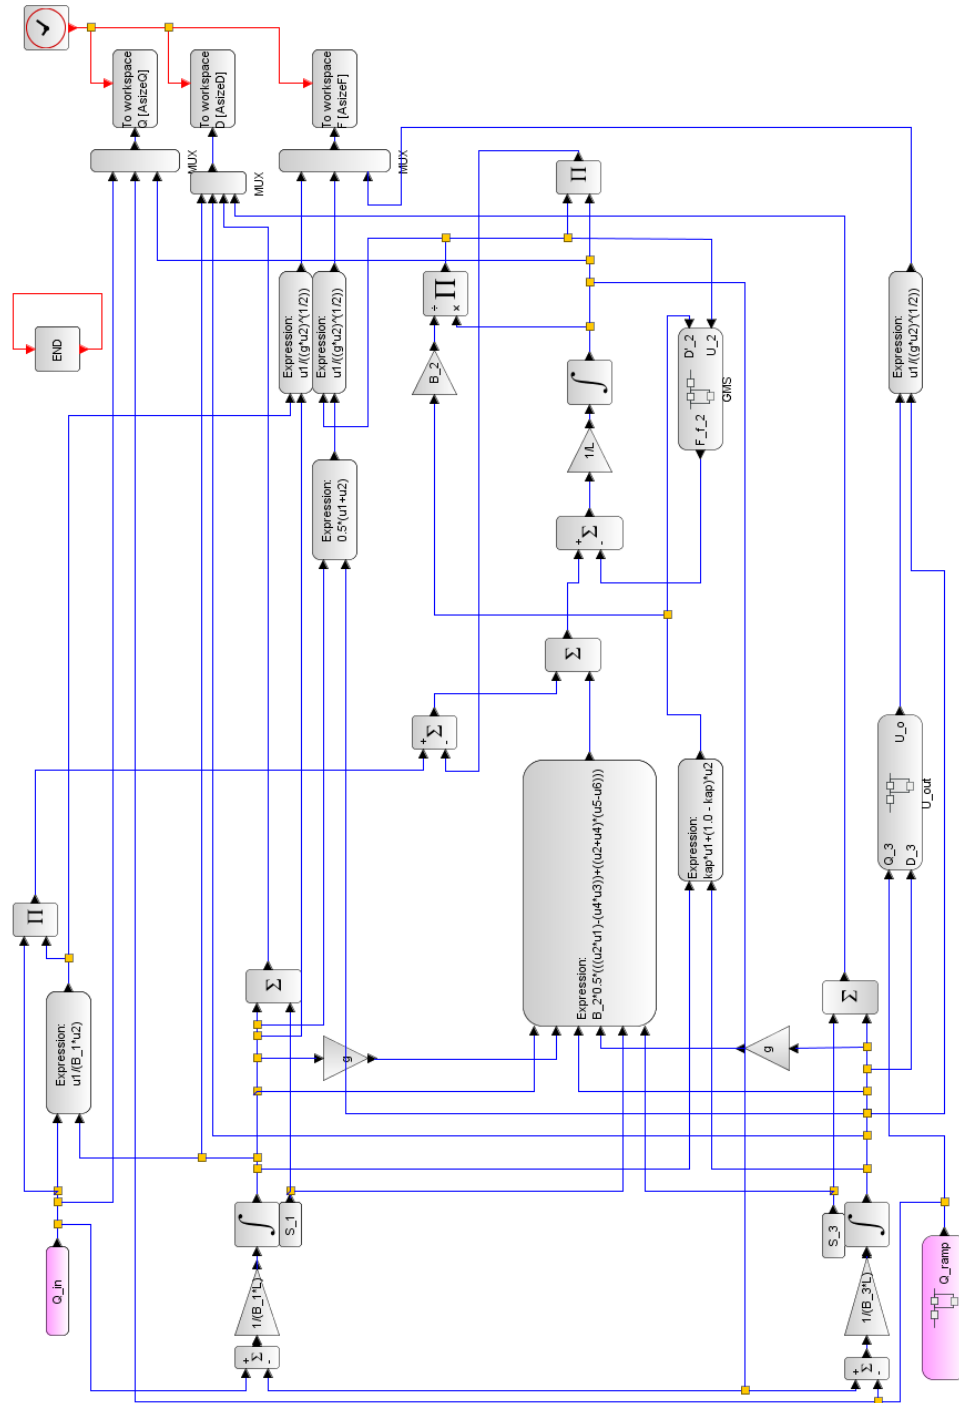 To workspace
Q [AsizeQ]
To workspace
D [AsizeD]
To workspace
F [AsizeF]
MUX
MUX
MUX
Π
END
Expression:
u1/((g*u2)^(1/2))
Expression:
u1/((g*u2)^(1/2))
÷
Π
×
B_2
∫
D'_2
U_2
F_f_2
GMS
Expression:
u1/((g*u2)^(1/2))
1/L
Expression:
0.5*(u1+u2)
+
Σ
-
Σ
+
Σ
-
Expression:
B_2*0.5*(((u2*u1)-(u4*u3))+((u2+u4)*(u5-u6)))
Expression:
kap*u1+(1.0 - kap)*u2
U_o
Q_3
D_3
U_out
Π
Expression:
u1/(B_1*u2)
Σ
Σ
g
g
Q_in
∫
S_1
S_3
∫
1/(B_1*L)
1/(B_3*L)
Q_ramp
+
Σ
-
+
Σ
-